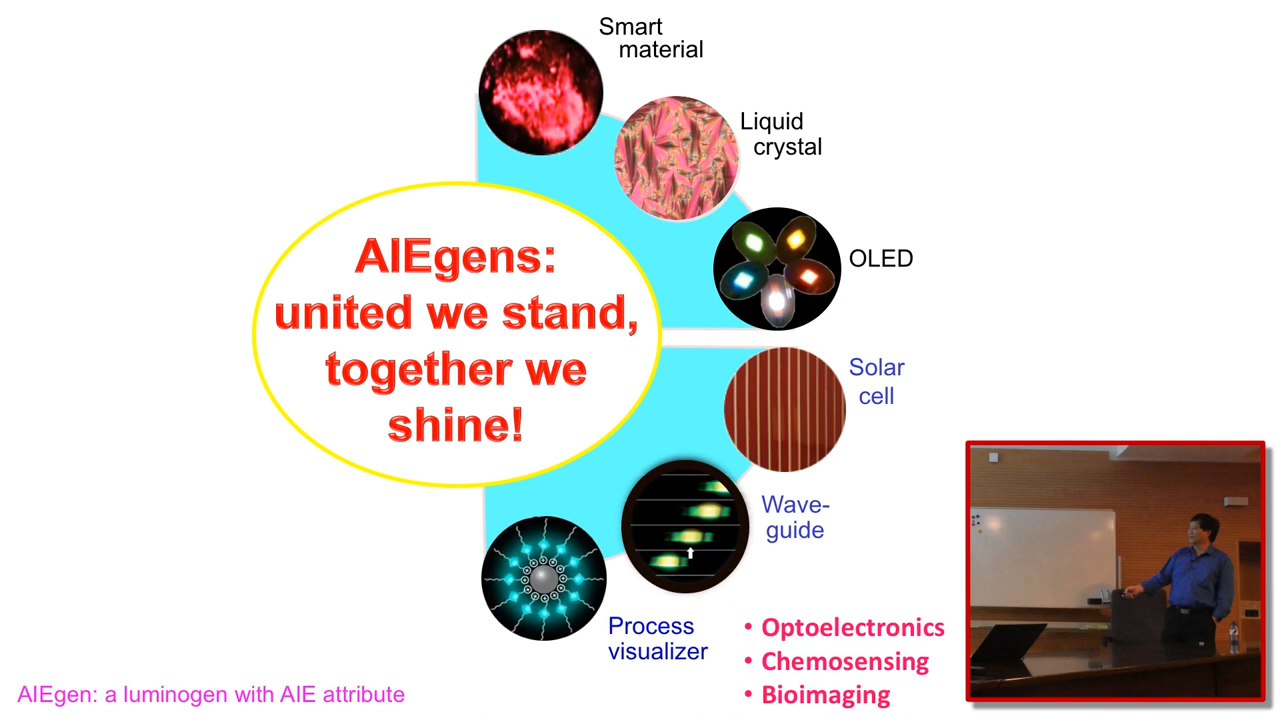 Smart
material
Liquid
crystal
OLED
AIEgens:
united we stand,
together we
shine!
Solar
cell
Wave-
guide
Process
visualizer
• Optoelectronics
• Chemosensing
• Bioimaging
AIEgen: a luminogen with AIE attribute